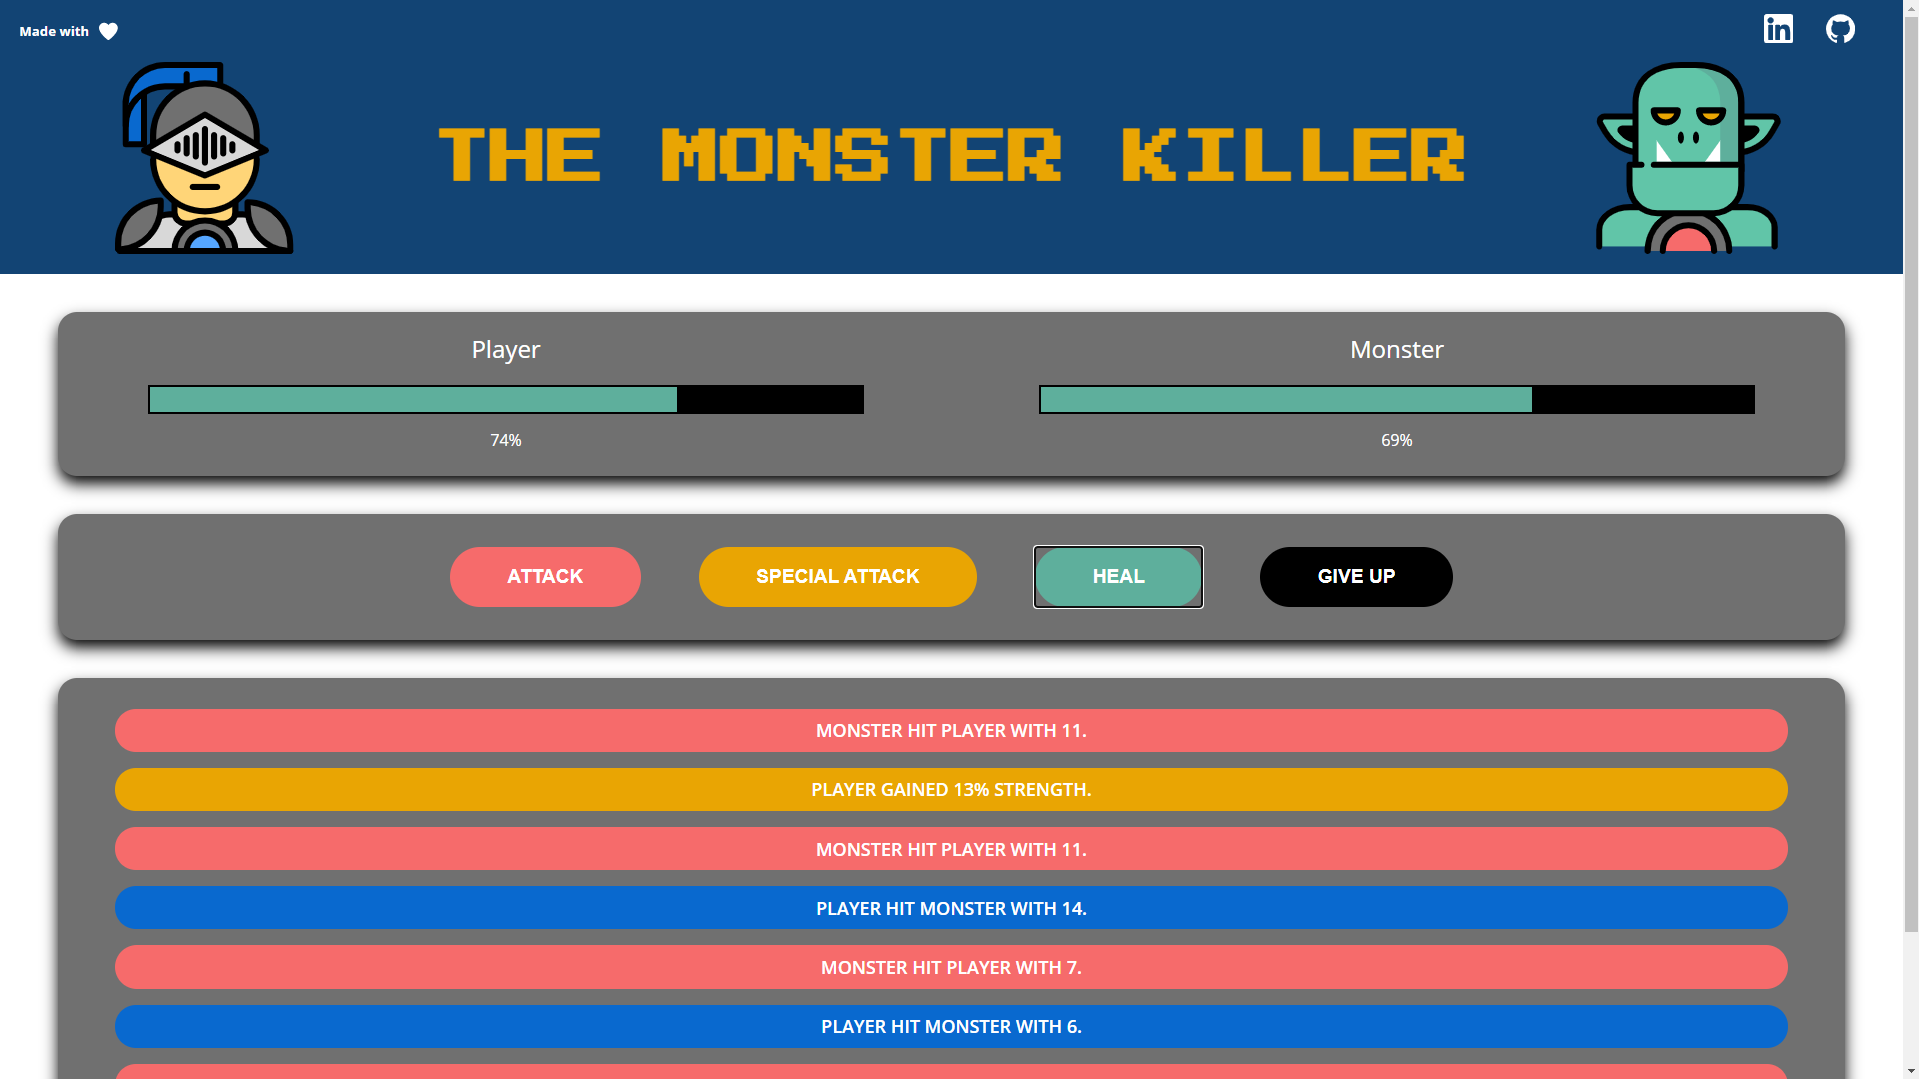 Made with
in
THE MONSTER KILLER
Player
Monster
74%
69%
ATTACK
SPECIAL ATTACK
HEAL
GIVE UP
MONSTER HIT PLAYER WITH 11.
PLAYER GAINED 13% STRENGTH.
MONSTER HIT PLAYER WITH 11.
PLAYER HIT MONSTER WITH 14.
MONSTER HIT PLAYER WITH 7.
PLAYER HIT MONSTER WITH 6.